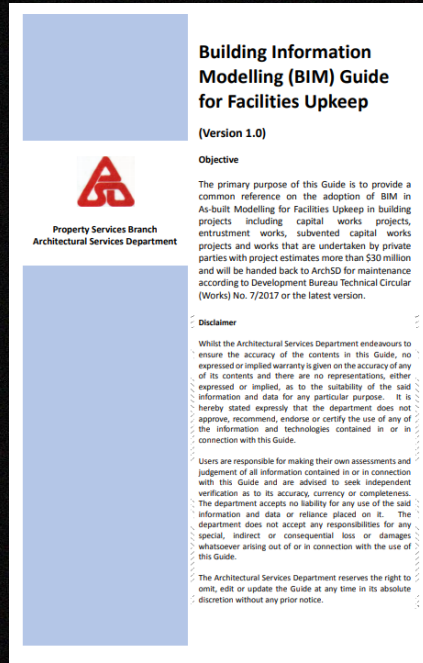 Building Information
Modelling (BIM) Guide
for Facilities Upkeep
(Version 1.0)
Objective
The primary purpose of this Guide is to provide a
common reference on the adoption of BIM in
As-built Modelling for Facilities Upkeep in building
projects including capital works projects,
entrustment works, subvented capital works
projects and works that are undertaken by private
parties with project estimates more than $30 million
and will be handed back to ArchSD for maintenance
according to Development Bureau Technical Circular
(Works) No. 7/2017 or the latest version.
Property Services Branch
Architectural Services Department
Disclaimer
Whilst the Architectural Services Department endeavours to
ensure the accuracy of the contents in this Guide, no
expressed or implied warranty is given on the accuracy of any
of its contents and there are no representations, either
expressed or implied, as to the suitability of the said
information and data for any particular purpose. It is
hereby stated expressly that the department does not
approve, recommend, endorse or certify the use of any of
the information and technologies contained in or in
connection with this Guide.
Users are responsible for making their own assessments and
judgement of all information contained in or in connection
with this Guide and are advised to seek independent
verification as to its accuracy, currency or completeness.
The department accepts no liability for any use of the said
information and data or reliance placed on it. The
department does not accept any responsibilities for any
special, indirect or consequential loss or damages
whatsoever arising out of or in connection with the use of
this Guide.
The Architectural Services Department reserves the right to
omit, edit or update the Guide at any time in its absolute
discretion without any prior notice.